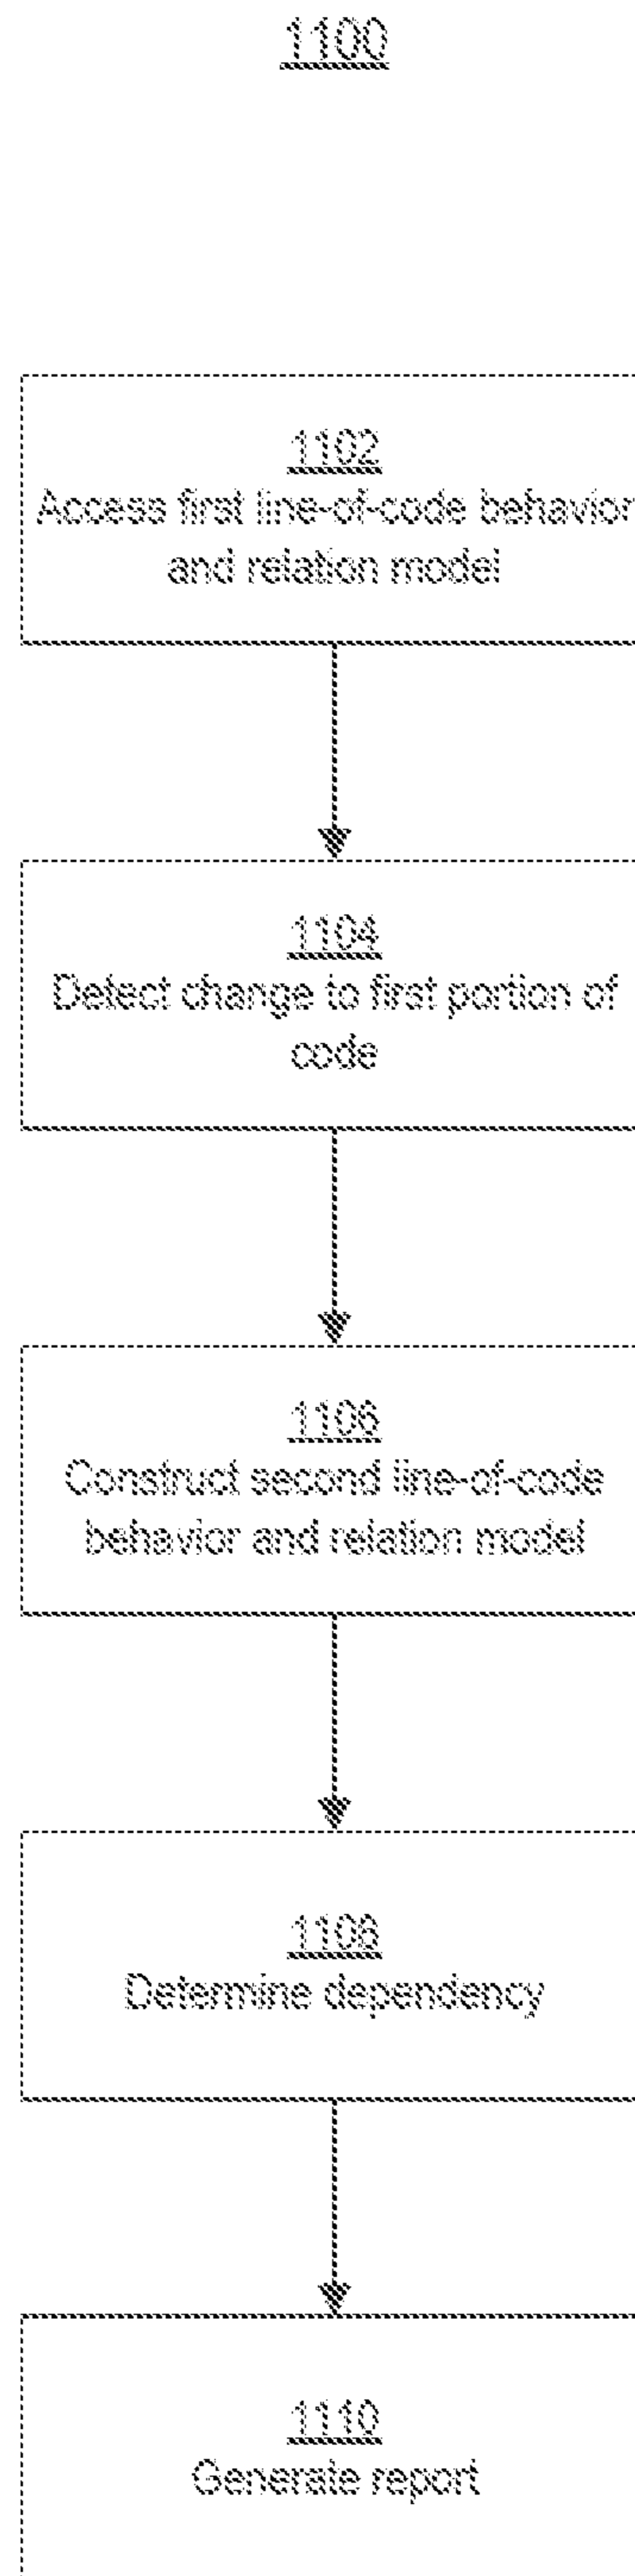 1100
1102
Access first line-of-code behavior
and relation model
1104
Detect change to first portion of
code
1106
Construct second line-of-code
behavior and relation model
1108
Determine dependency
1110
Generate report